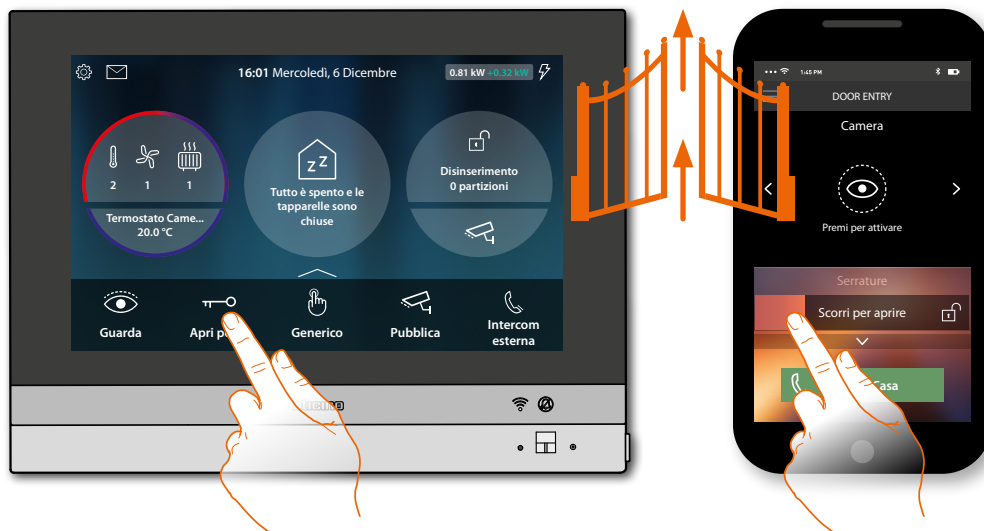 16:01 Mercoledì, 6 Dicembre
0.81 kW +0.32 kW
2 1 1
Termostato Came...
20.0 °C
zz
Tutto è spento e le
tapparelle sono
chiuse
Disinserimento
0 partizioni
Guarda
Apri p
Generico
Pubblica
Intercom
esterna
1:45 PM
DOOR ENTRY
Camera
Premi per attivare
Serrature
Scorri per aprire
Casa